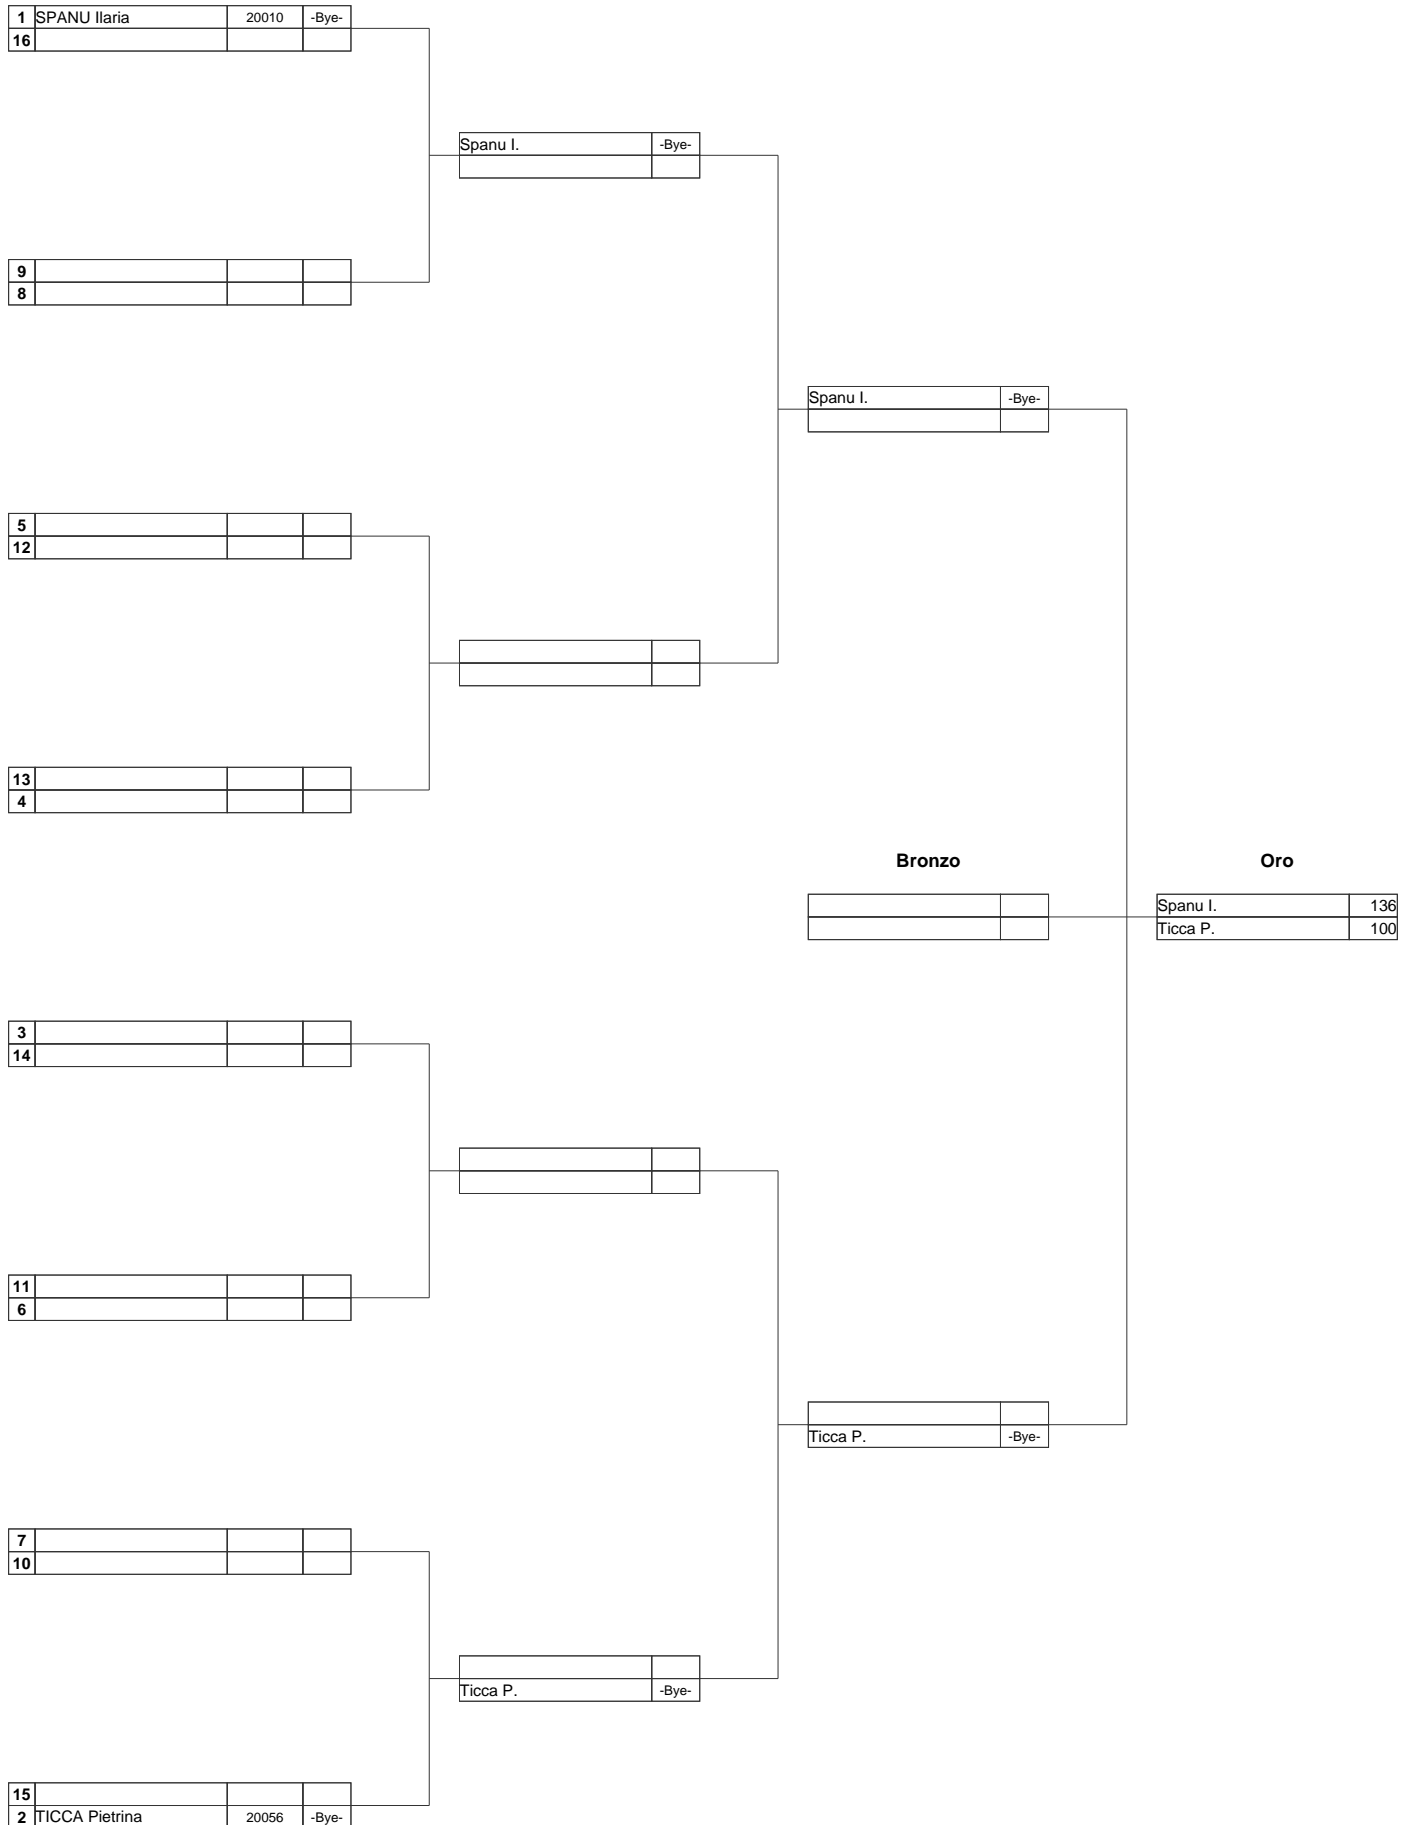 1 SPANU Ilaria 20010 -Bye-
16
Spanu I. -Bye-
9
8
Spanu I. -Bye-
5
12
13
4
Bronzo Oro
Spanu I. 136
Ticca P. 100
3
14
11
6
Ticca P. -Bye-
7
10
Ticca P. -Bye-
15
2 TICCA Pietrina 20056 -Bye-